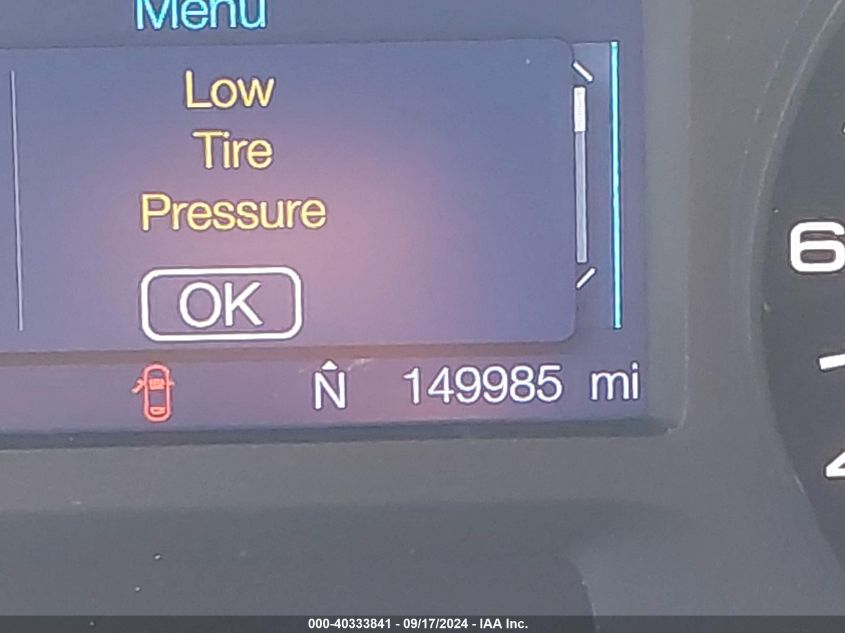 Menu
Low
Tire
Pressure
OK
N 149985 mi
6
000-40333841 - 09/17/2024 - IAA Inc.